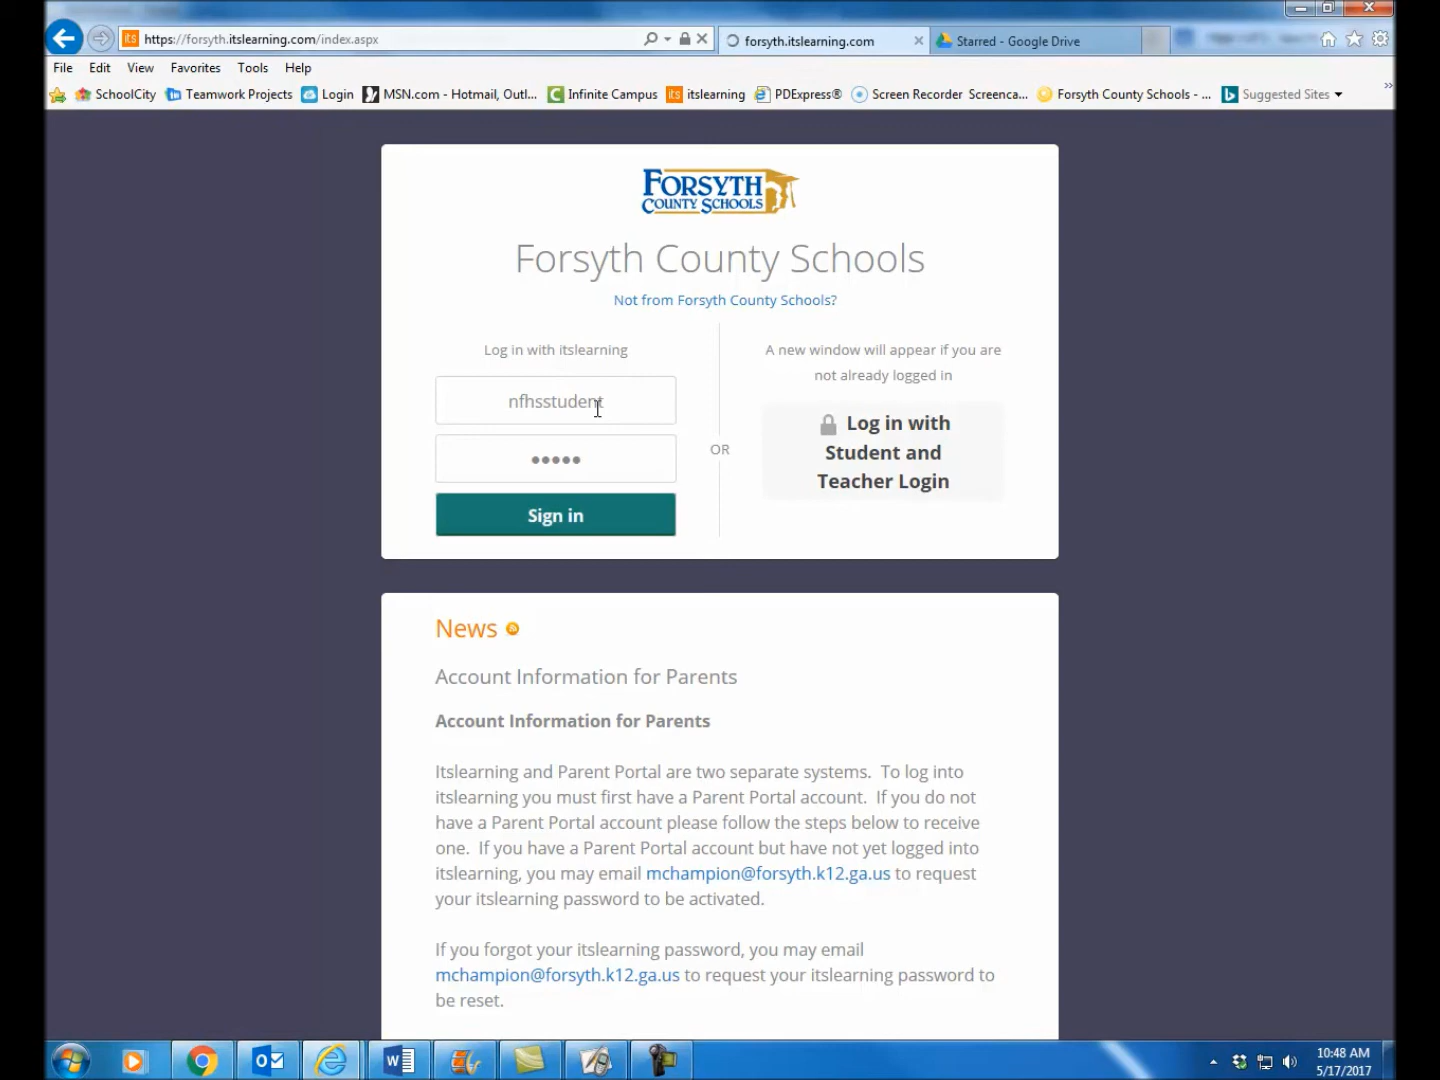 https://forsyth.itslearning.com/index.aspx
forsyth.itslearning.com
Starred - Google Drive
File Edit View Favorites Tools Help
SchoolCity Teamwork Projects Login MSN.com - Hotmail, Outl... Infinite Campus its itslearning PDExpress® Screen Recorder Screenca... Forsyth County Schools - ... Suggested Sites
FORSYTH
COUNTY SCHOOLS
Forsyth County Schools
Not from Forsyth County Schools?
Log in with itslearning
nfhsstudent
Sign in
OR
A new window will appear if you are
not already logged in
Log in with
Student and
Teacher Login
News
Account Information for Parents
Account Information for Parents
Itslearning and Parent Portal are two separate systems. To log into
itslearning you must first have a Parent Portal account. If you do not
have a Parent Portal account please follow the steps below to receive
one. If you have a Parent Portal account but have not yet logged into
itslearning, you may email mchampion@forsyth.k12.ga.us to request
your itslearning password to be activated.
If you forgot your itslearning password, you may email
mchampion@forsyth.k12.ga.us to request your itslearning password to
be reset.
10:48 AM
5/17/2017